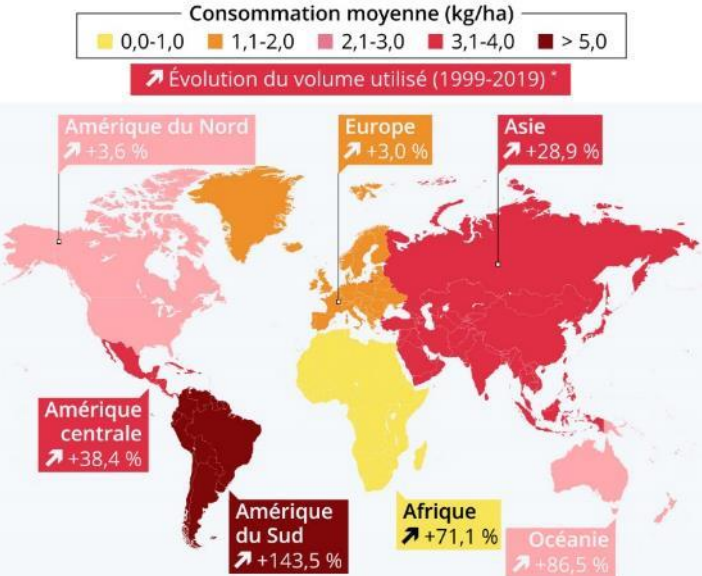 Consommation moyenne (kg/ha)
0,0-1,0 1,1-2,0 2,1-3,0 3,1-4,0 > 5,0
Évolution du volume utilisé (1999-2019) *
Amérique du Nord
+3,6 %
Europe
+3,0 %
Asie
+28,9 %
Amérique
centrale
+38,4 %
Amérique
du Sud
+143,5 %
Afrique
+71,1 %
Océanie
+86,5 %